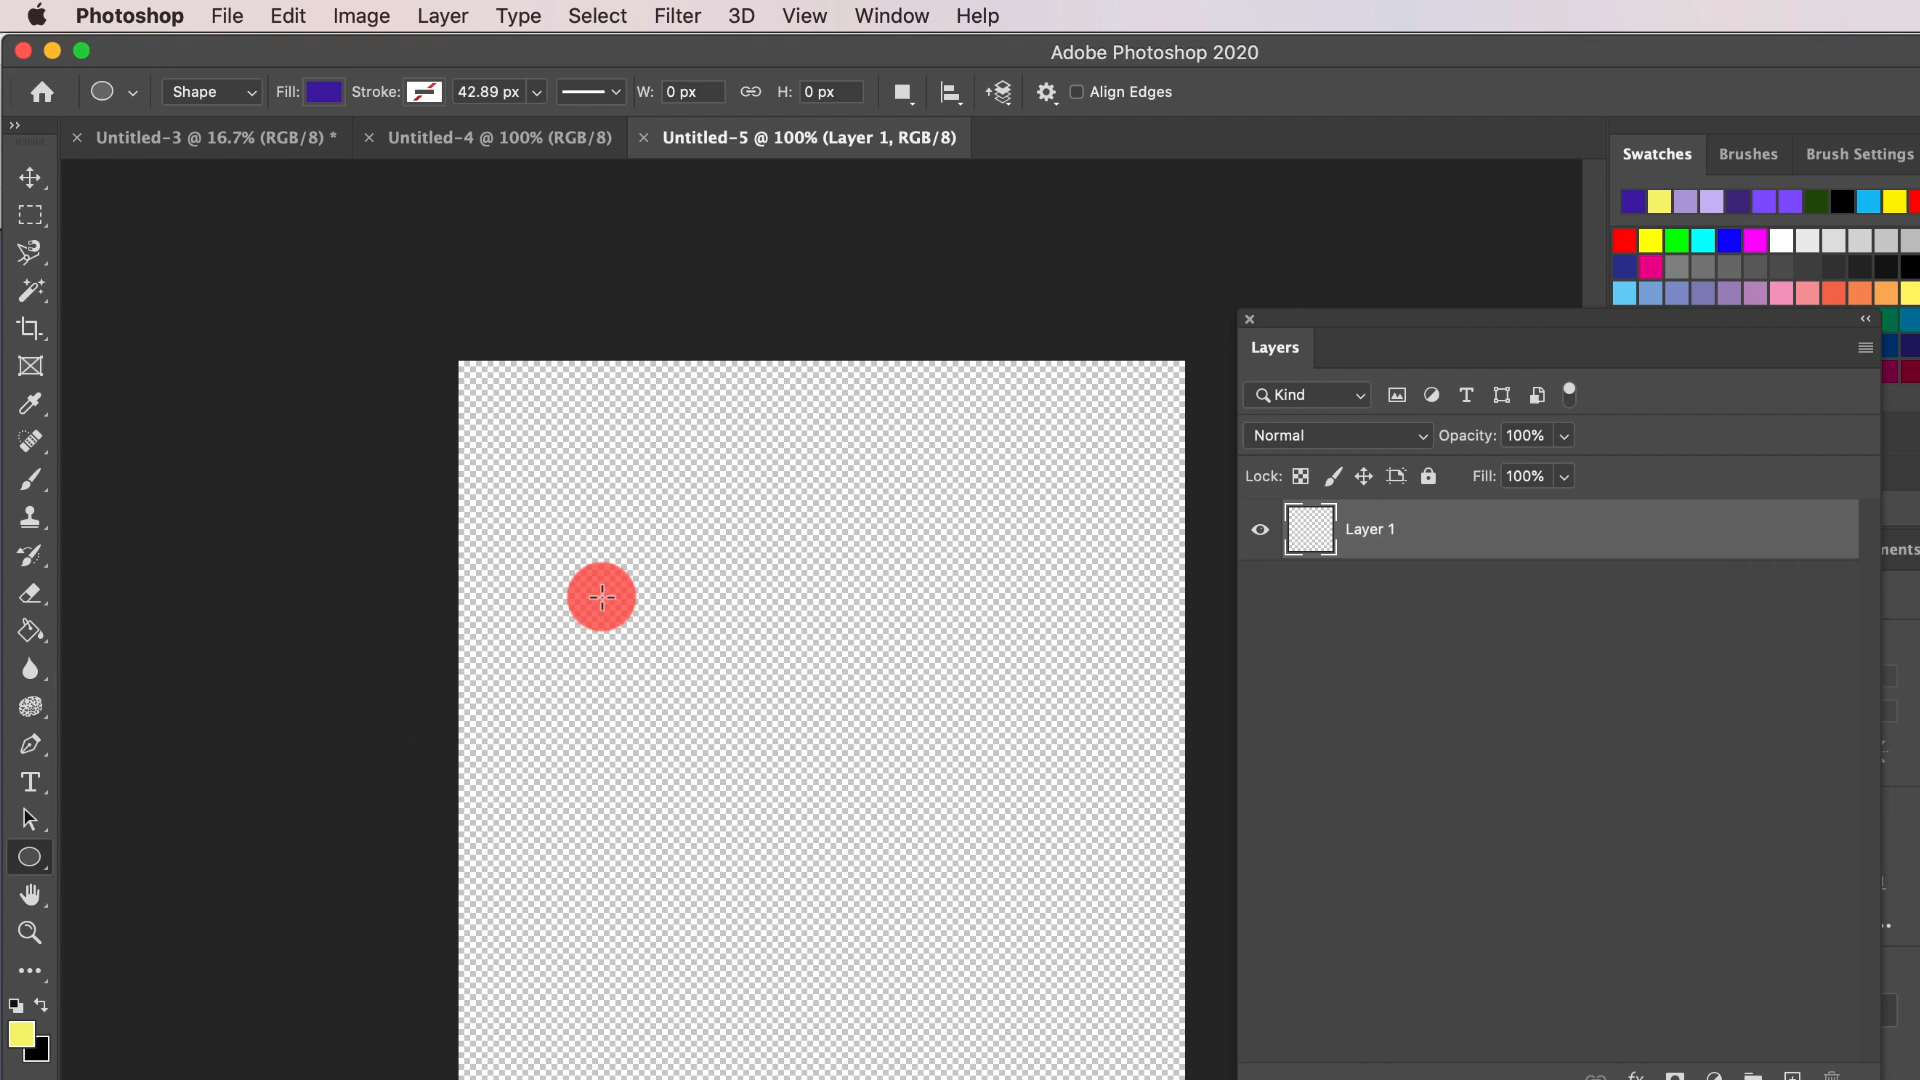 Photoshop File Edit Image Layer Type Select Filter 3D View Window Help
Adobe Photoshop 2020
Shape Fill: Stroke: 42.89 px W: 0 px H: 0 px Align Edges
Untitled-3 @ 16.7% (RGB/8) * Untitled-4 @ 100% (RGB/8) Untitled-5 @ 100% (Layer 1, RGB/8)
Swatches Brushes Brush Settings
Layers
Kind
Normal Opacity: 100%
Lock: Fill: 100%
Layer 1
nents